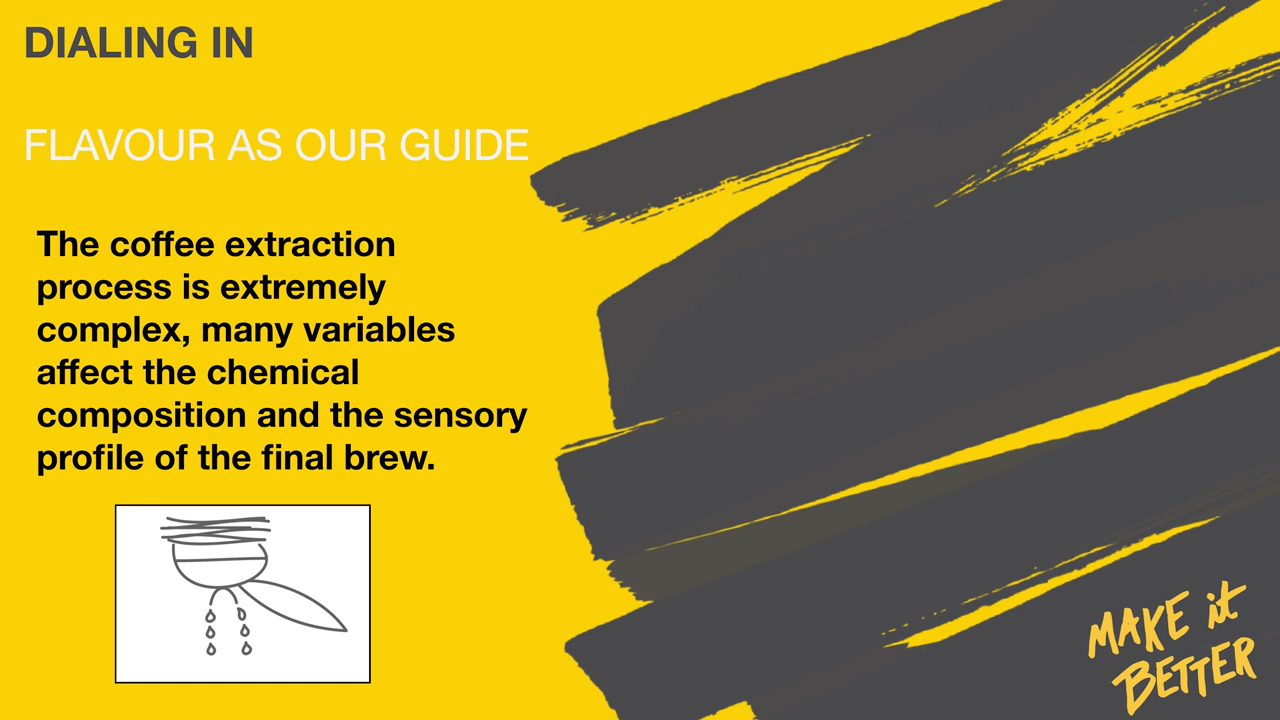 DIALING IN
FLAVOUR AS OUR GUIDE
The coffee extraction
process is extremely
complex, many variables
affect the chemical
composition and the sensory
profile of the final brew.
MAKE it
BETTER